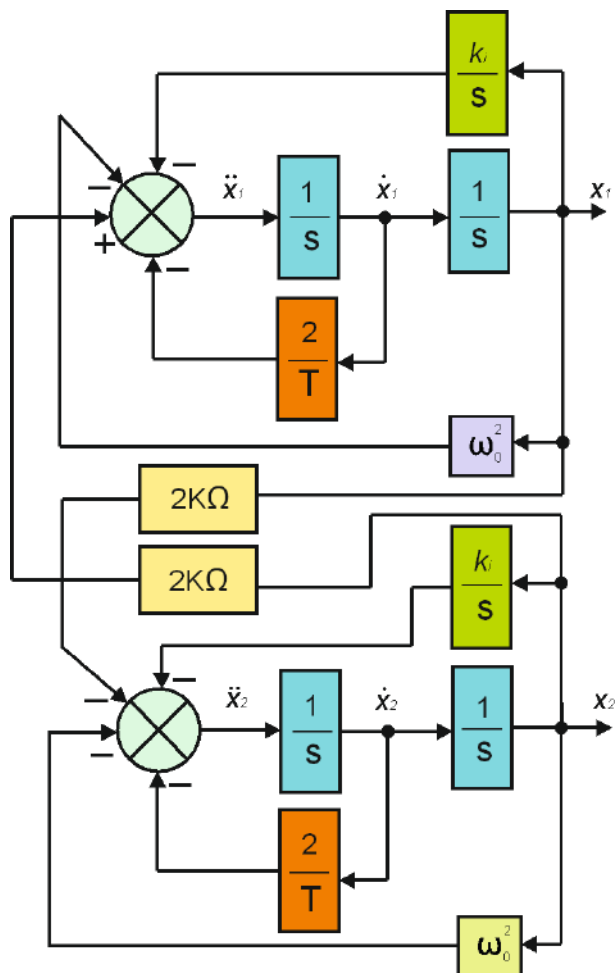 kᵢ
s
−
−
+
−
ẍ₁
1
s
ẋ₁
1
s
x₁
2
T
ω₀²
2KΩ
2KΩ
kᵢ
s
−
−
−
−
ẍ₂
1
s
ẋ₂
1
s
x₂
2
T
ω₀²